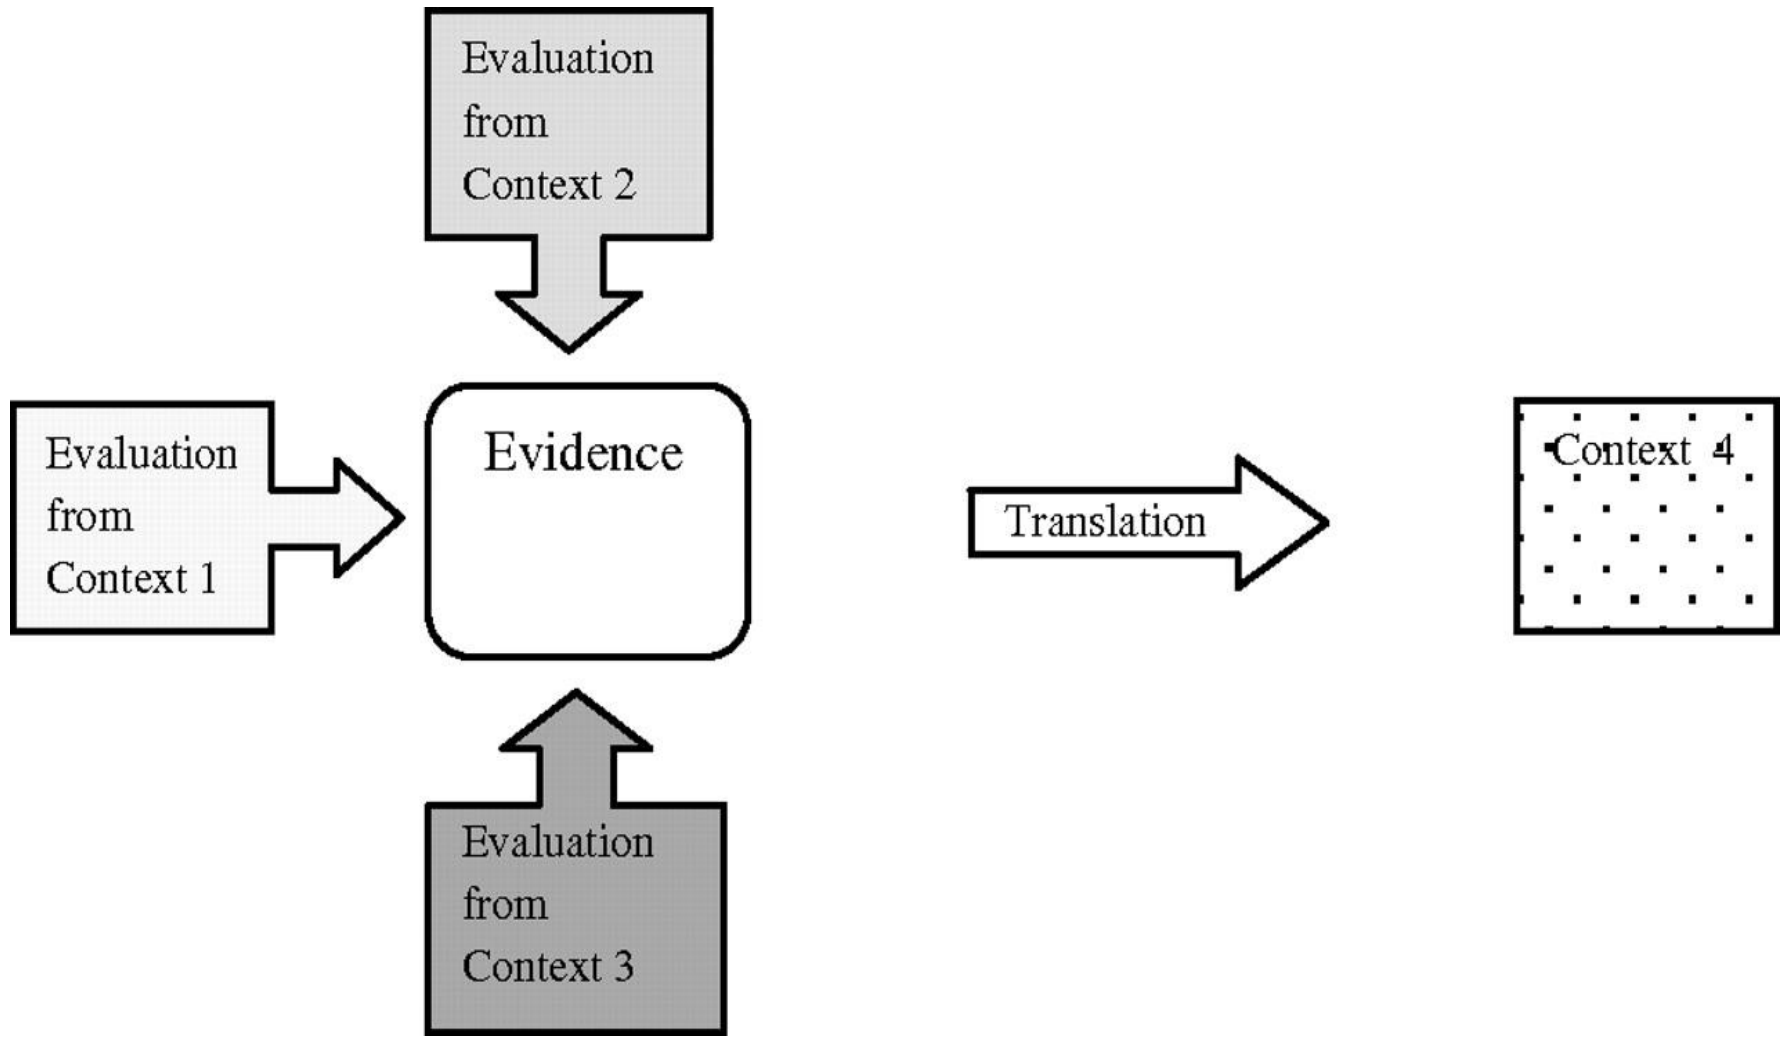 Evaluation
from
Context 2
Evaluation
from
Context 1
Evidence
Translation
Context 4
Evaluation
from
Context 3